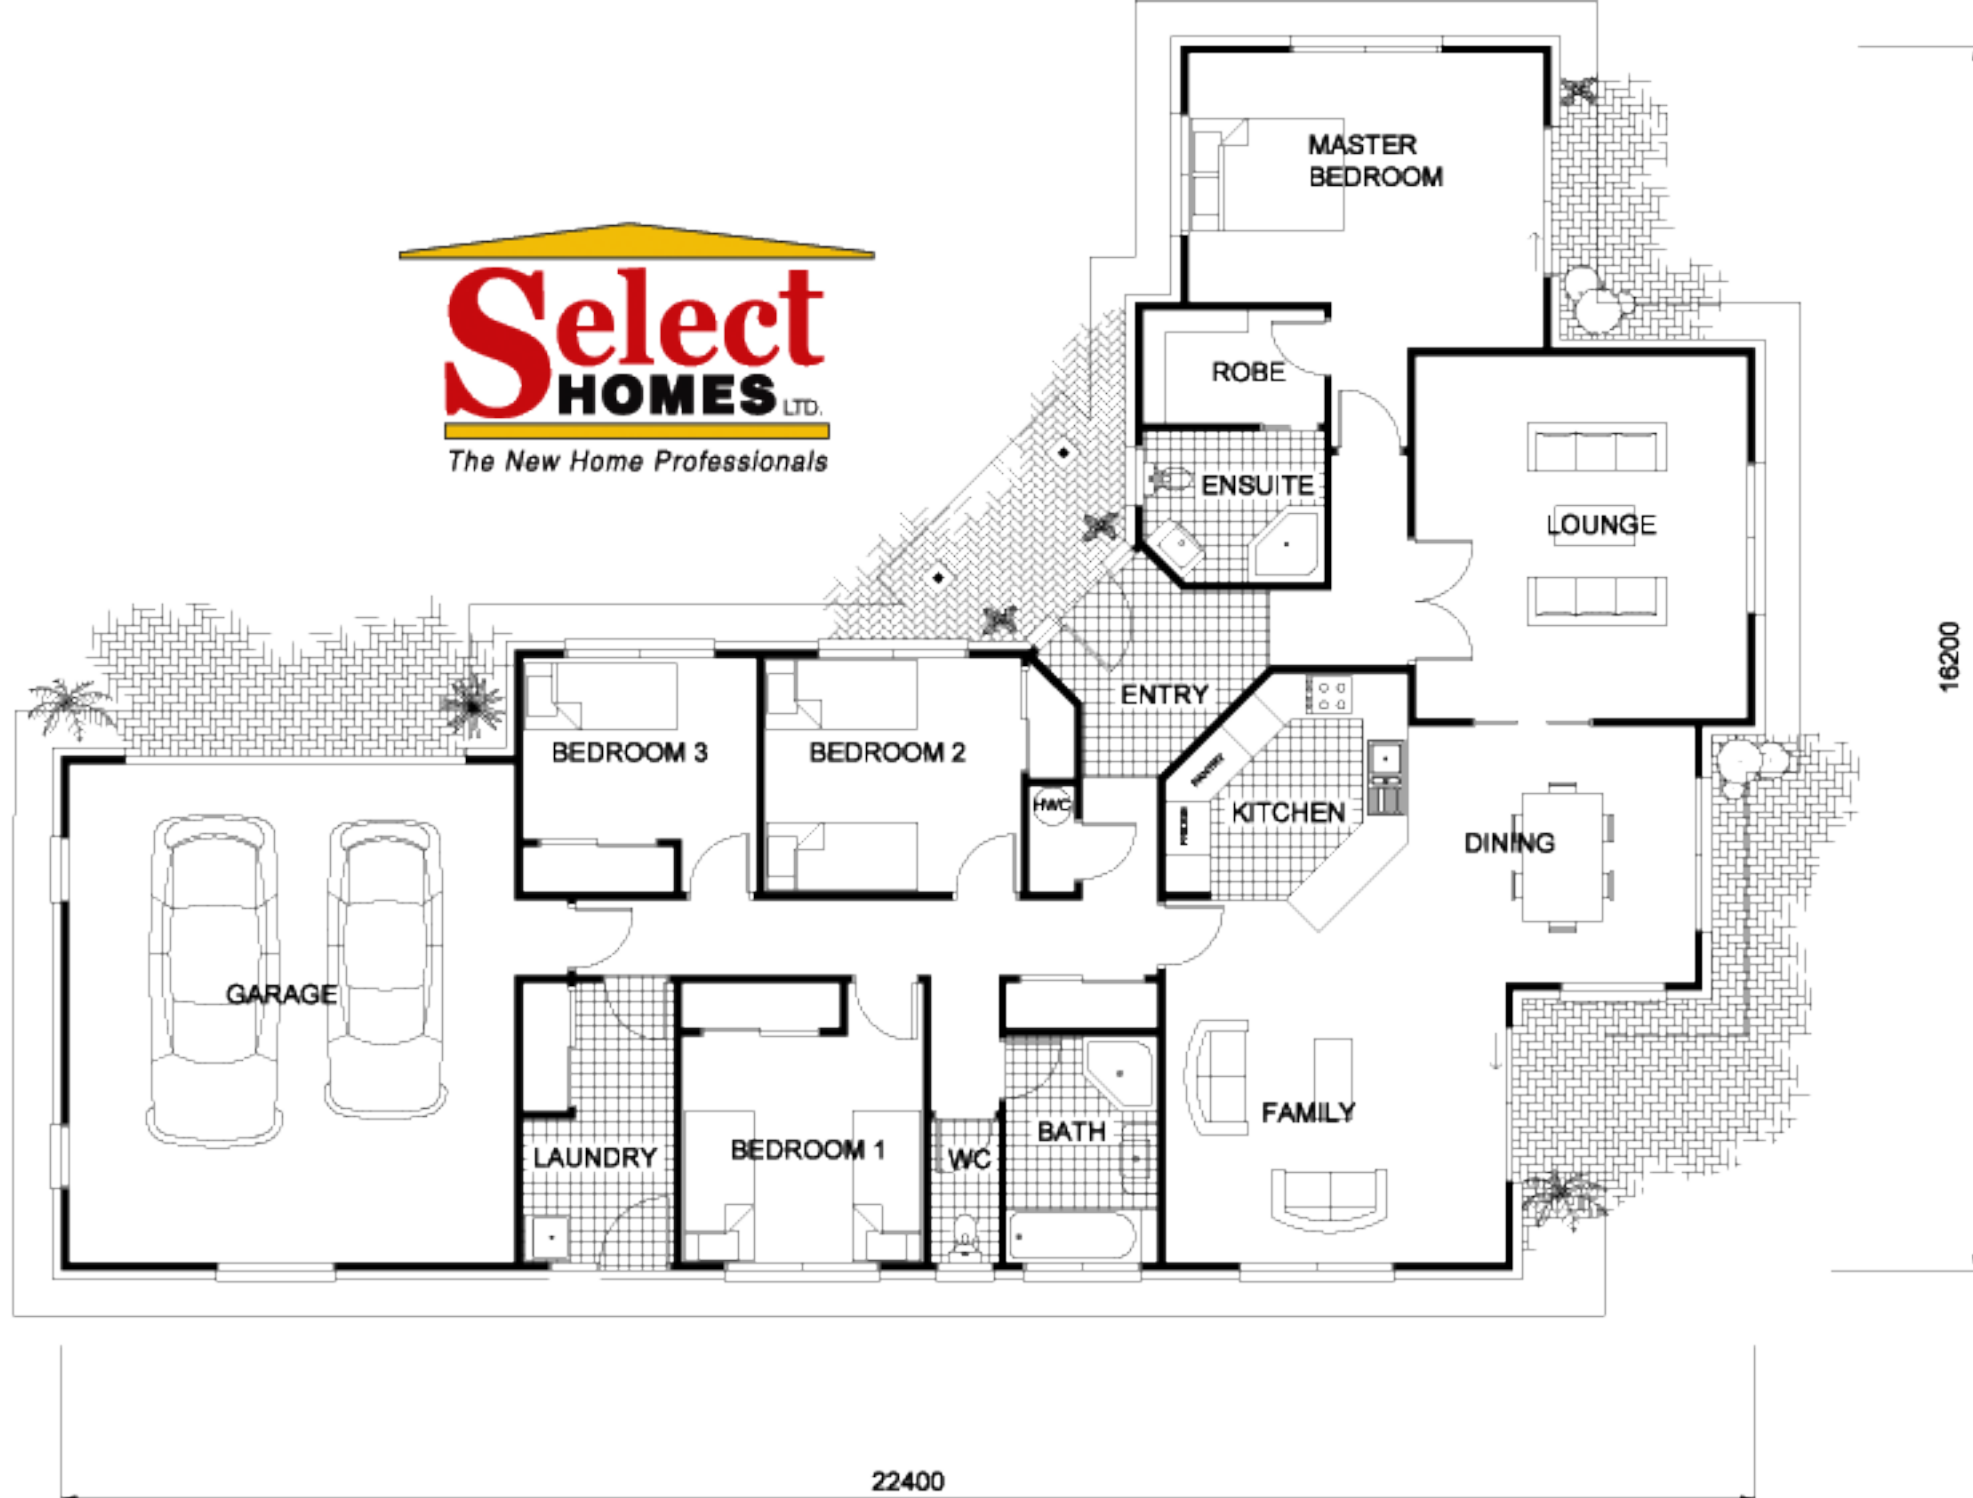 MASTER
BEDROOM
Select
HOMES LTD.
The New Home Professionals
ROBE
ENSUITE
LOUNGE
16200
ENTRY
BEDROOM 3
BEDROOM 2
PANTRY
HWC
KITCHEN
DINING
GARAGE
FAMILY
BATH
BEDROOM 1
LAUNDRY
WC
22400